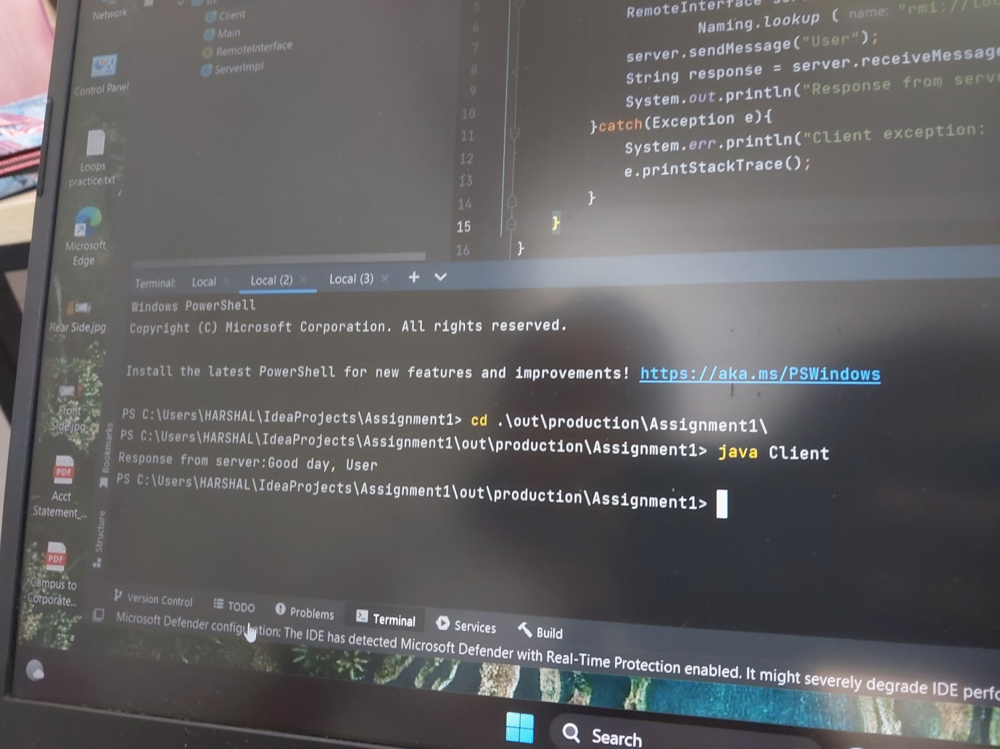 Network
Control Panel
Loops
practice.txt
Microsoft
Edge
Rear Side.jpg
Front
Side.jpg
Acct
Statement_...
Campus to
Corporate...
src
Client
Main
RemoteInterface
ServerImpl
5
6
7
8
9
10
11
12
13
14
15
16
RemoteInterface
Naming.lookup ( name: "rmi://
server.sendMessage("User");
String response = server.receiveMessage
System.out.println("Response from serv
}catch(Exception e){
System.err.println("Client exception:
e.printStackTrace();
}
}
}
Terminal: Local × Local (2) × Local (3) × +
Windows PowerShell
Copyright (C) Microsoft Corporation. All rights reserved.
Install the latest PowerShell for new features and improvements! https://aka.ms/PSWindows
PS C:\Users\HARSHAL\IdeaProjects\Assignment1> cd .\out\production\Assignment1\
PS C:\Users\HARSHAL\IdeaProjects\Assignment1\out\production\Assignment1> java Client
Response from server:Good day, User
PS C:\Users\HARSHAL\IdeaProjects\Assignment1\out\production\Assignment1>
Bookmarks
Structure
Version Control TODO Problems Terminal Services Build
Microsoft Defender configuration: The IDE has detected Microsoft Defender with Real-Time Protection enabled. It might severely degrade IDE perfo
Search